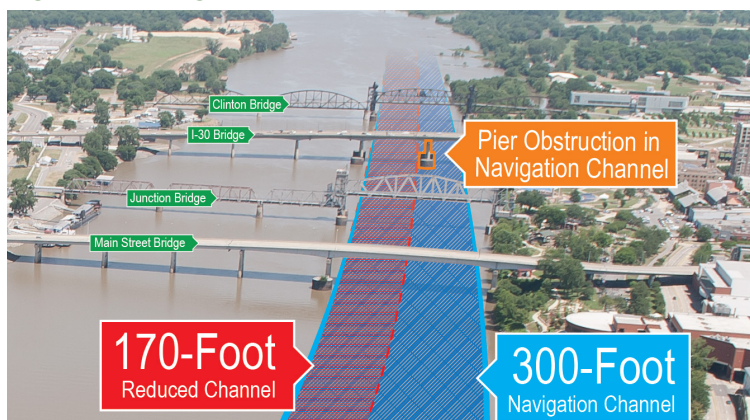 Clinton Bridge
I-30 Bridge
Pier Obstruction in
Navigation Channel
Junction Bridge
Main Street Bridge
170-Foot
Reduced Channel
300-Foot
Navigation Channel